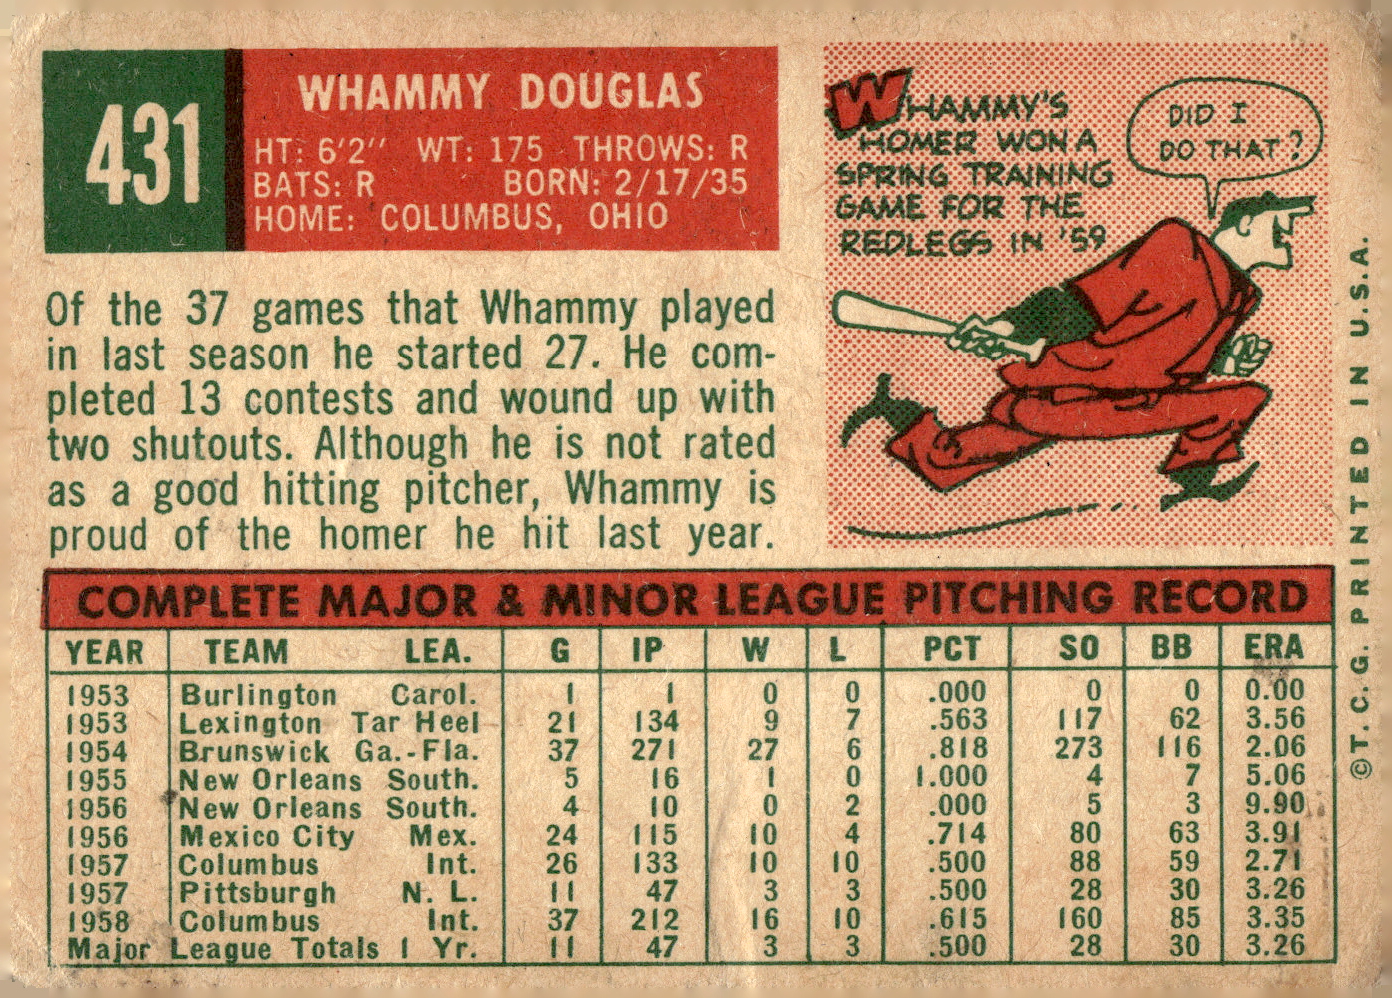 431
WHAMMY DOUGLAS
HT: 6'2" WT: 175 THROWS: R
BATS: R BORN: 2/17/35
HOME: COLUMBUS, OHIO
WHAMMY'S
HOMER WON A
SPRING TRAINING
GAME FOR THE
REDLEGS IN '59
DID I
DO THAT?
Of the 37 games that Whammy played
in last season he started 27. He com-
pleted 13 contests and wound up with
two shutouts. Although he is not rated
as a good hitting pitcher, Whammy is
proud of the homer he hit last year.
COMPLETE MAJOR & MINOR LEAGUE PITCHING RECORD
YEAR TEAM LEA. G IP W L PCT SO BB ERA
1953 Burlington Carol. 1 1 0 0 .000 0 0 0.00
1953 Lexington Tar Heel 21 134 9 7 .563 117 62 3.56
1954 Brunswick Ga.-Fla. 37 271 27 6 .818 273 116 2.06
1955 New Orleans South. 5 16 1 0 1.000 4 7 5.06
1956 New Orleans South. 4 10 0 2 .000 5 3 9.90
1956 Mexico City Mex. 24 115 10 4 .714 80 63 3.91
1957 Columbus Int. 26 133 10 10 .500 88 59 2.71
1957 Pittsburgh N. L. 11 47 3 3 .500 28 30 3.26
1958 Columbus Int. 37 212 16 10 .615 160 85 3.35
Major League Totals 1 Yr. 11 47 3 3 .500 28 30 3.26
©T. C. G. PRINTED IN U.S.A.